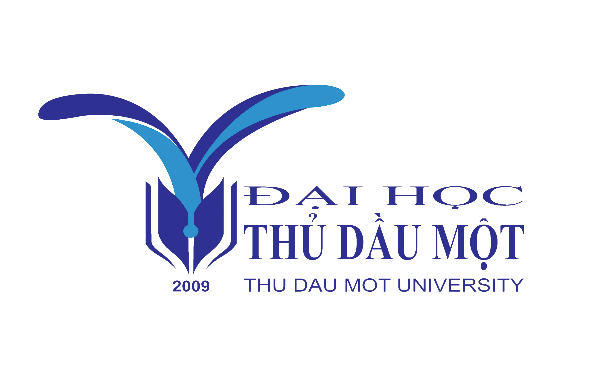 ĐẠI HỌC
THỦ DẦU MỘT
2009
THU DAU MOT UNIVERSITY